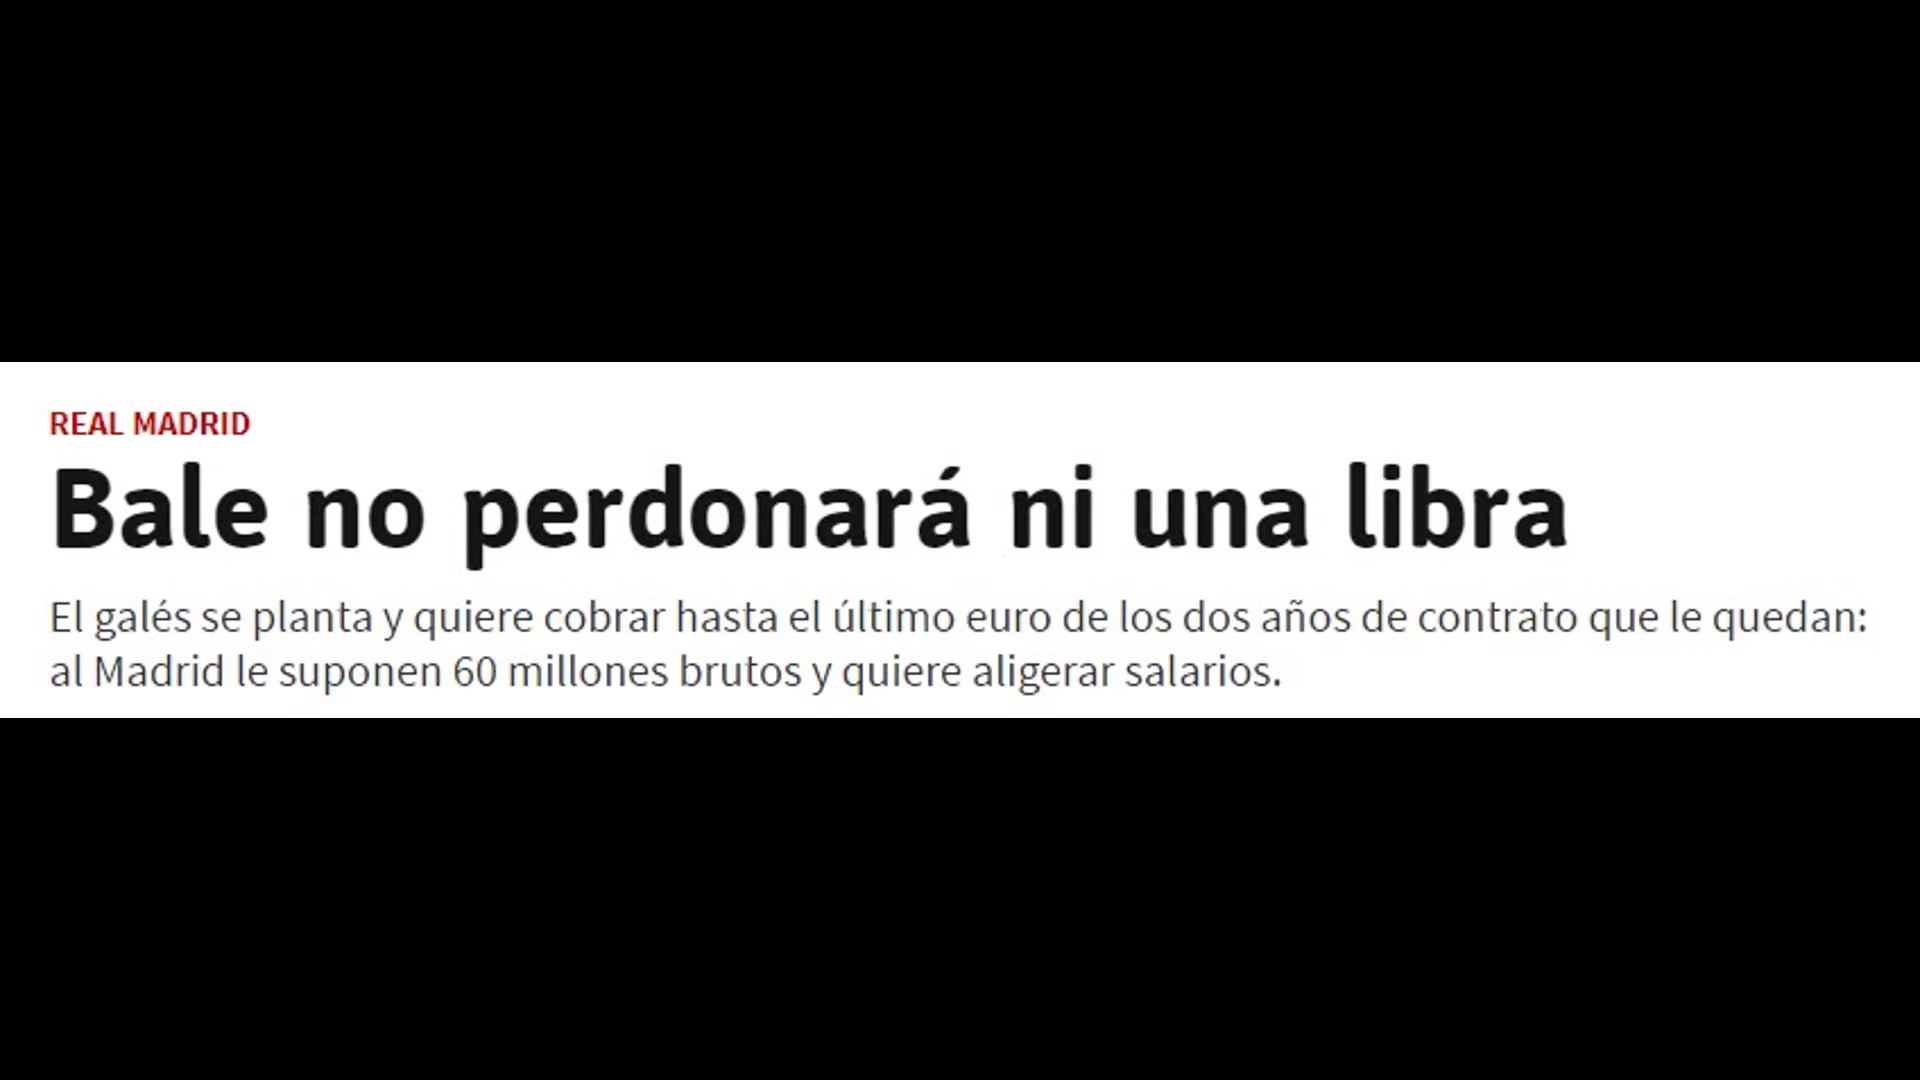 REAL MADRID
Bale no perdonará ni una libra
El galés se planta y quiere cobrar hasta el último euro de los dos años de contrato que le quedan:
al Madrid le suponen 60 millones brutos y quiere aligerar salarios.